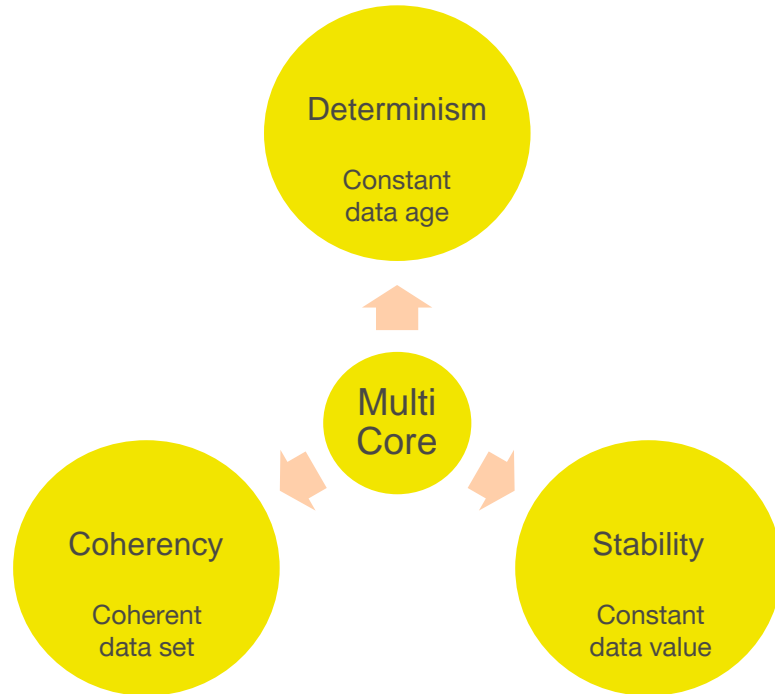 Determinism
Constant
data age
Multi
Core
Coherency
Coherent
data set
Stability
Constant
data value